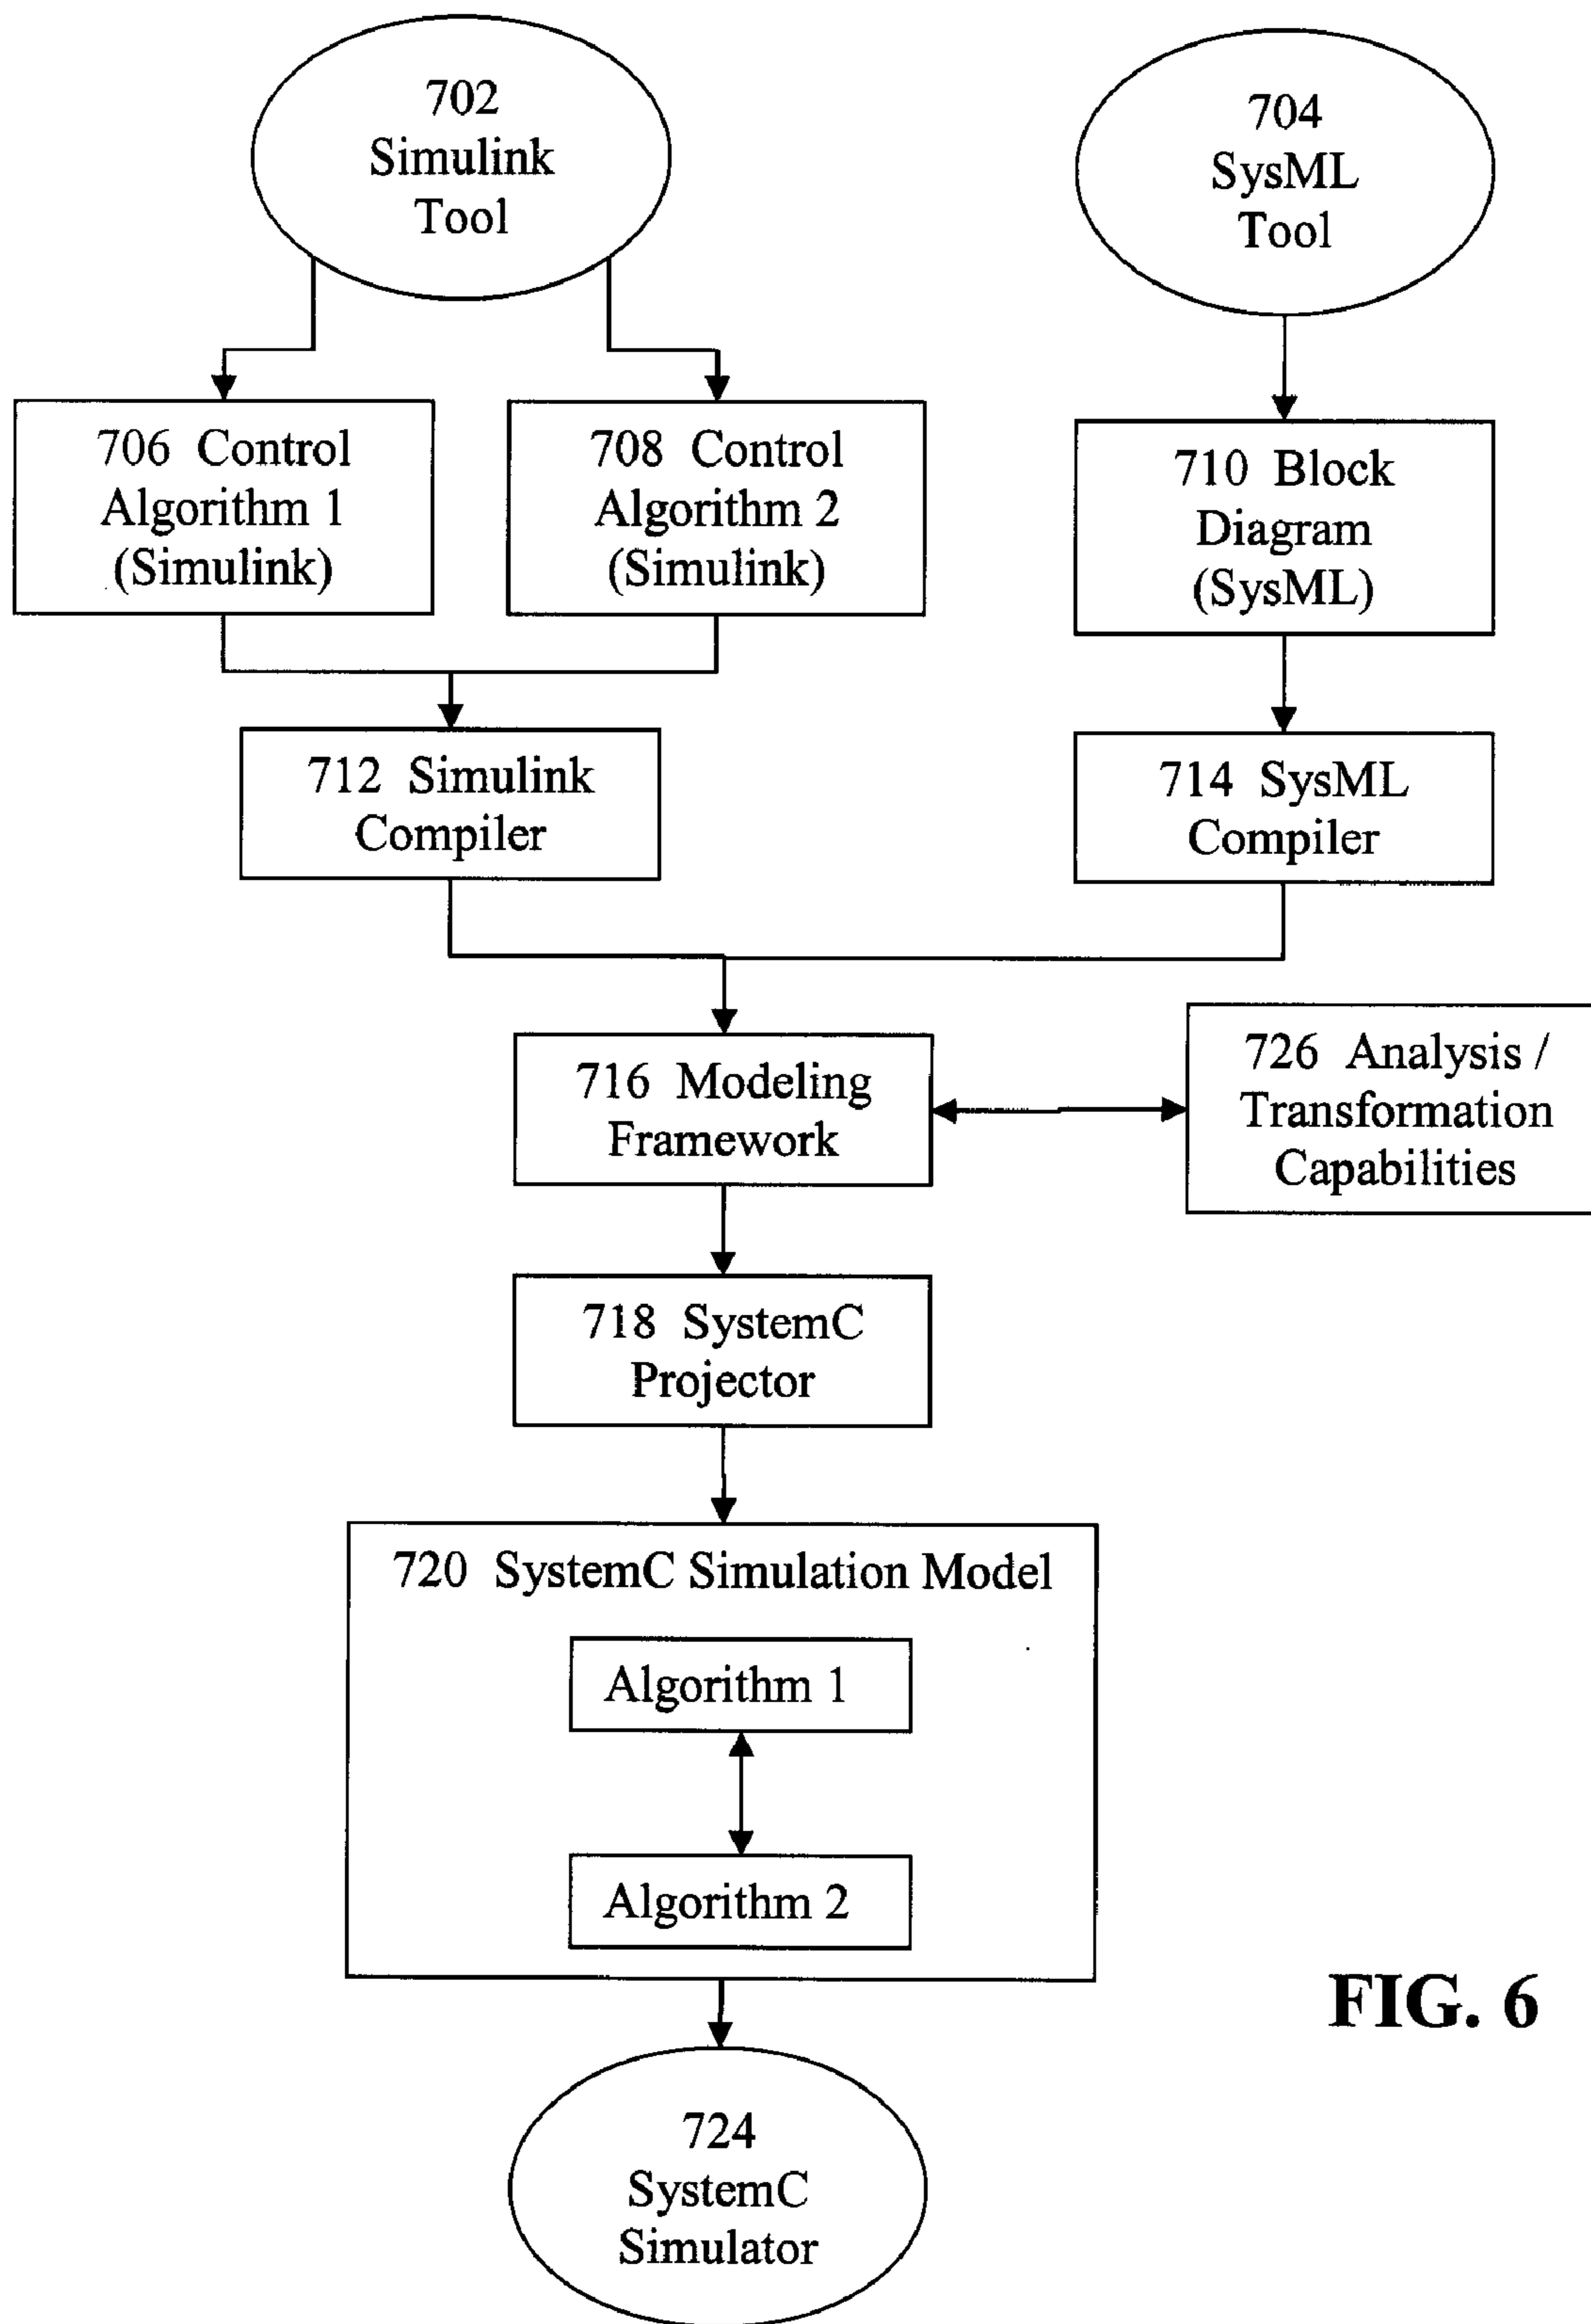 702
Simulink
Tool
704
SysML
Tool
706 Control
Algorithm 1
(Simulink)
708 Control
Algorithm 2
(Simulink)
710 Block
Diagram
(SysML)
712 Simulink
Compiler
714 SysML
Compiler
716 Modeling
Framework
726 Analysis /
Transformation
Capabilities
718 SystemC
Projector
720 SystemC Simulation Model
Algorithm 1
Algorithm 2
FIG. 6
724
SystemC
Simulator